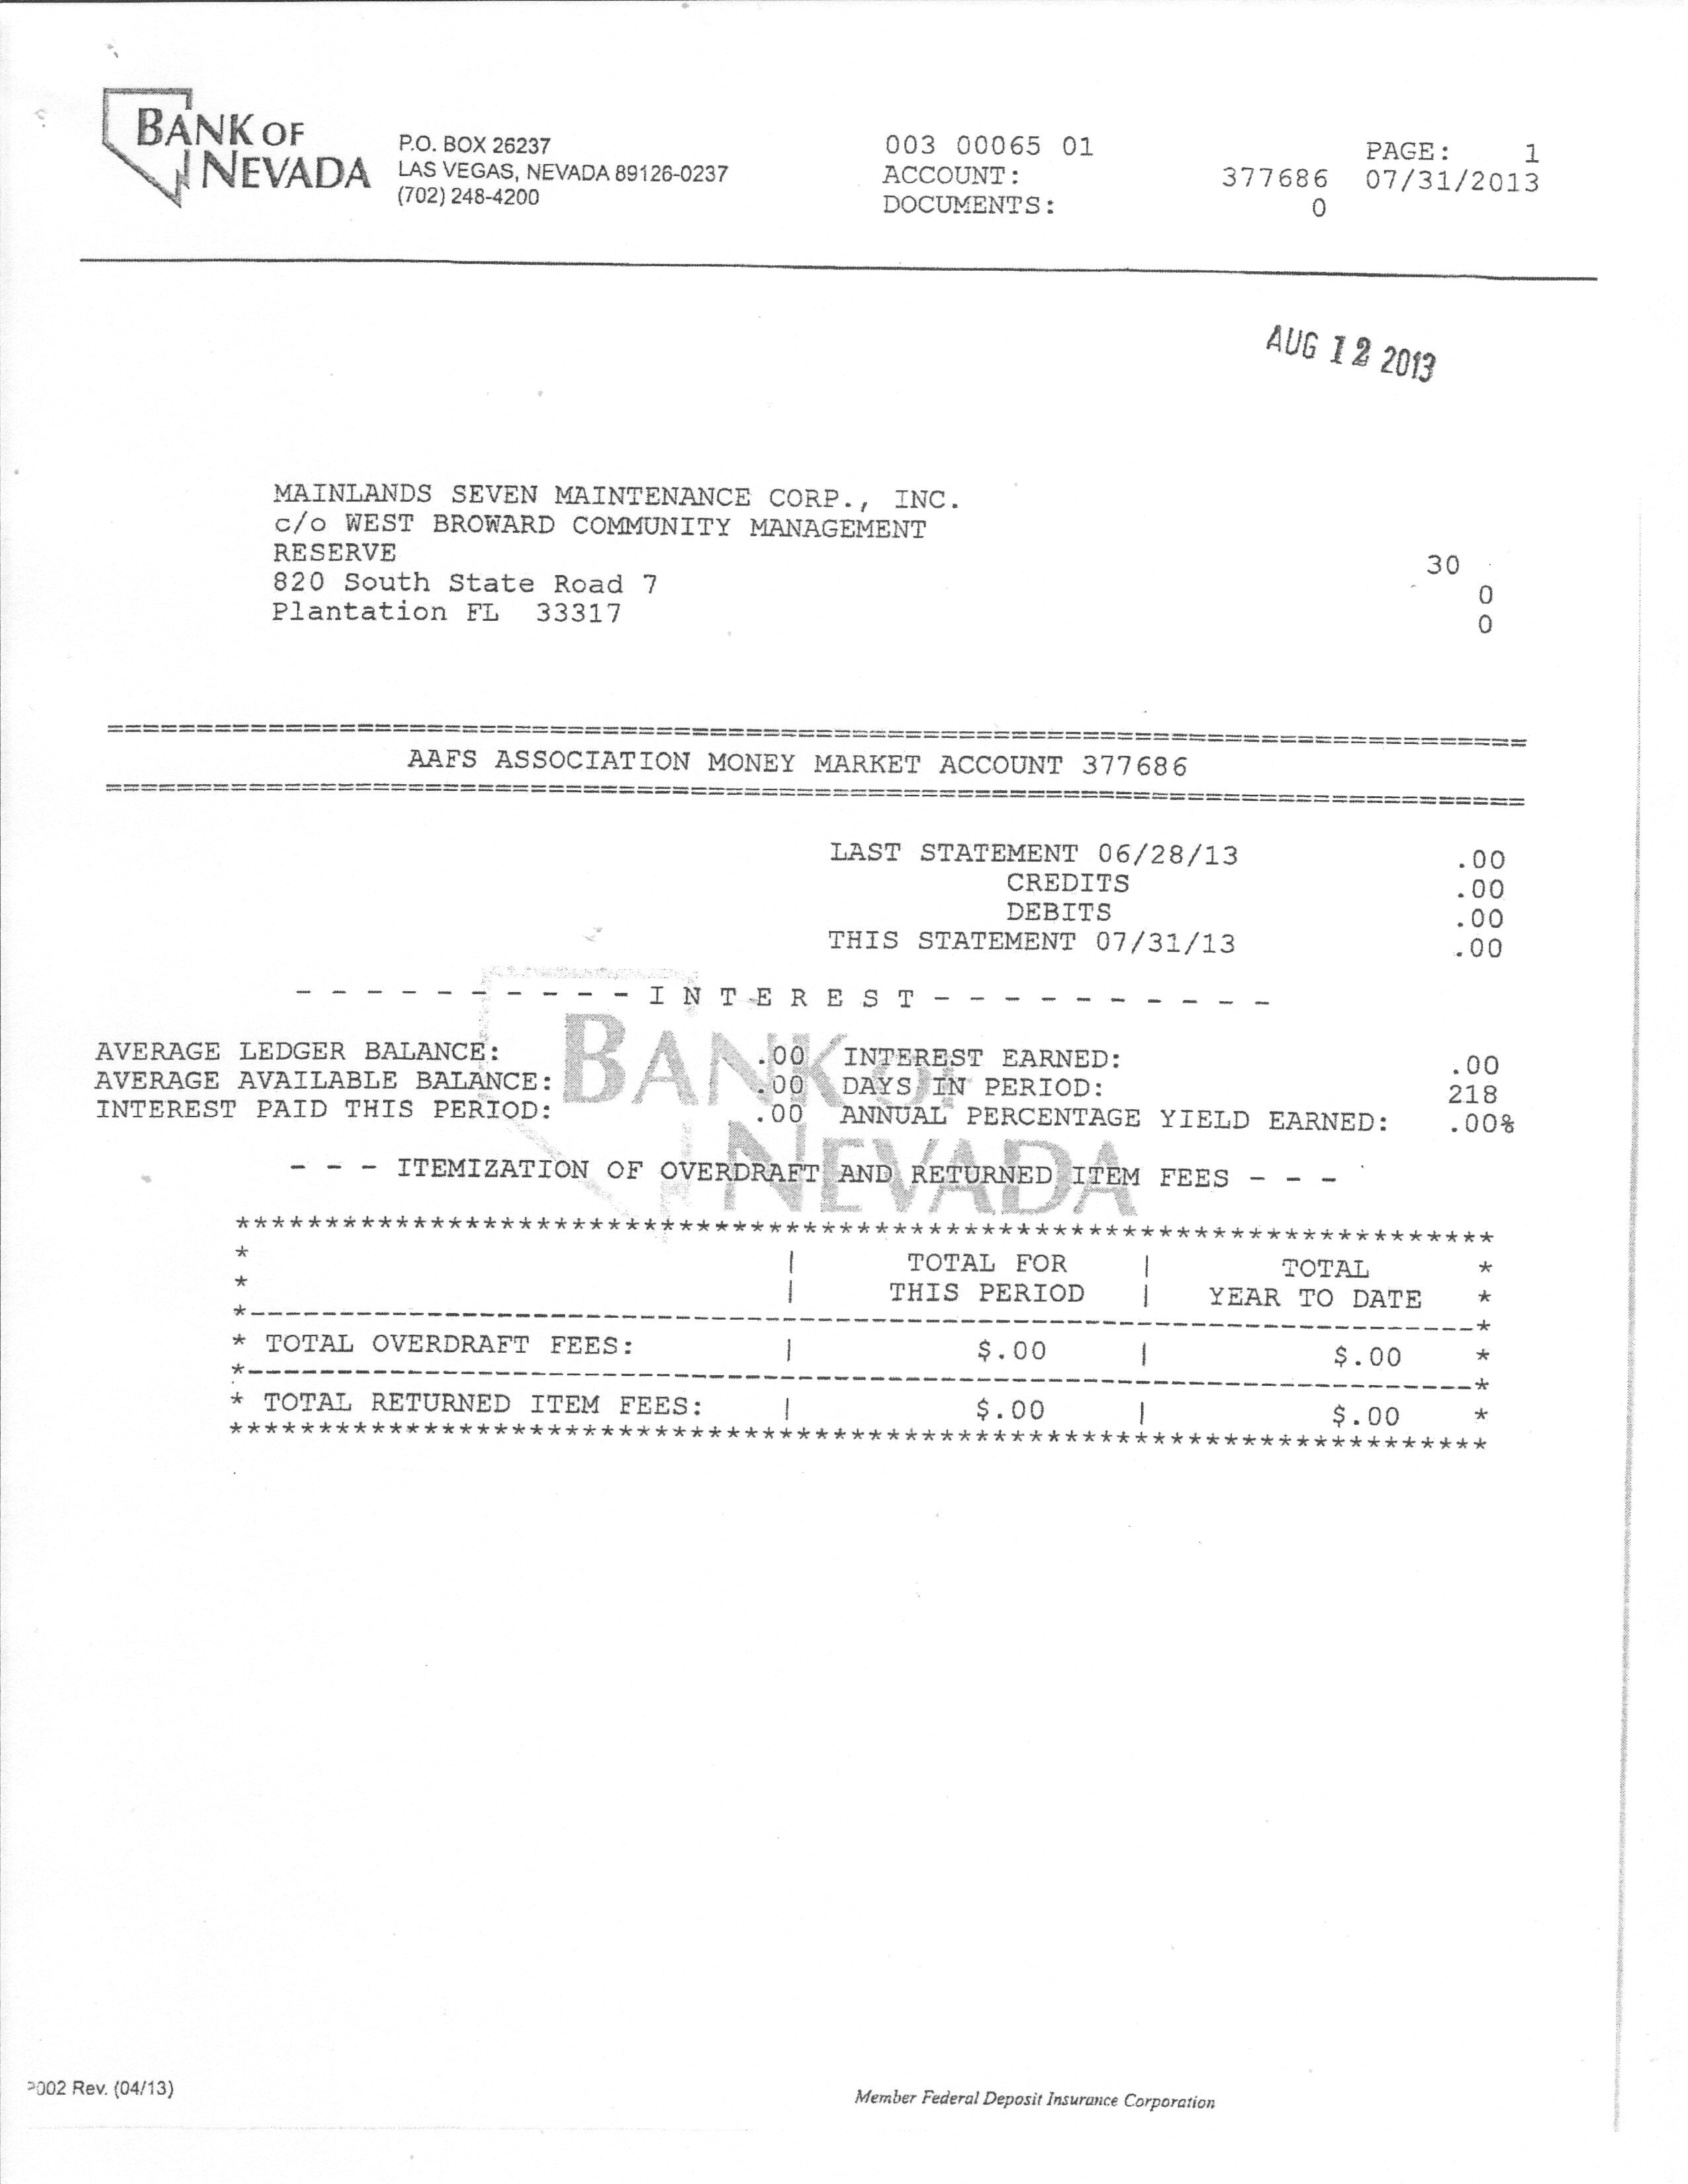 BANK OF
NEVADA
P.O. BOX 26237
LAS VEGAS, NEVADA 89126-0237
(702) 248-4200
003 00065 01 PAGE: 1
ACCOUNT: 377686 07/31/2013
DOCUMENTS: 0
AUG 12 2013
MAINLANDS SEVEN MAINTENANCE CORP., INC.
c/o WEST BROWARD COMMUNITY MANAGEMENT
RESERVE 30
820 South State Road 7 0
Plantation FL 33317 0
================================================================================
AAFS ASSOCIATION MONEY MARKET ACCOUNT 377686
================================================================================
LAST STATEMENT 06/28/13 .00
CREDITS .00
DEBITS .00
THIS STATEMENT 07/31/13 .00
- - - - - - - - - - I N T E R E S T - - - - - - - - - -
AVERAGE LEDGER BALANCE: .00 INTEREST EARNED: .00
AVERAGE AVAILABLE BALANCE: .00 DAYS IN PERIOD: 218
INTEREST PAID THIS PERIOD: .00 ANNUAL PERCENTAGE YIELD EARNED: .00%
BANK OF
NEVADA
- - - ITEMIZATION OF OVERDRAFT AND RETURNED ITEM FEES - - -
***********************************************************************
* | TOTAL FOR | TOTAL *
* | THIS PERIOD | YEAR TO DATE *
*---------------------------------------------------------------------*
* TOTAL OVERDRAFT FEES: | $.00 | $.00 *
*---------------------------------------------------------------------*
* TOTAL RETURNED ITEM FEES: | $.00 | $.00 *
***********************************************************************
002 Rev. (04/13)
Member Federal Deposit Insurance Corporation